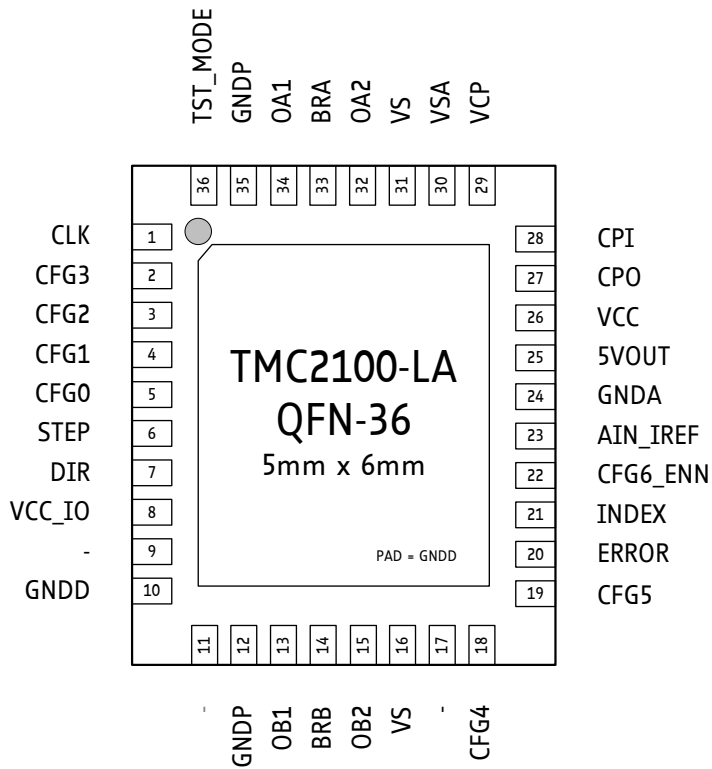 TST_MODE
GNDP
OA1
BRA
OA2
VS
VSA
VCP
36
35
34
33
32
31
30
29
CLK 1
CFG3 2
CFG2 3
CFG1 4
CFG0 5
STEP 6
DIR 7
VCC_IO 8
- 9
GNDD 10
TMC2100-LA
QFN-36
5mm x 6mm
PAD = GNDD
28 CPI
27 CPO
26 VCC
25 5VOUT
24 GNDA
23 AIN_IREF
22 CFG6_ENN
21 INDEX
20 ERROR
19 CFG5
11
12
13
14
15
16
17
18
-
GNDP
OB1
BRB
OB2
VS
-
CFG4